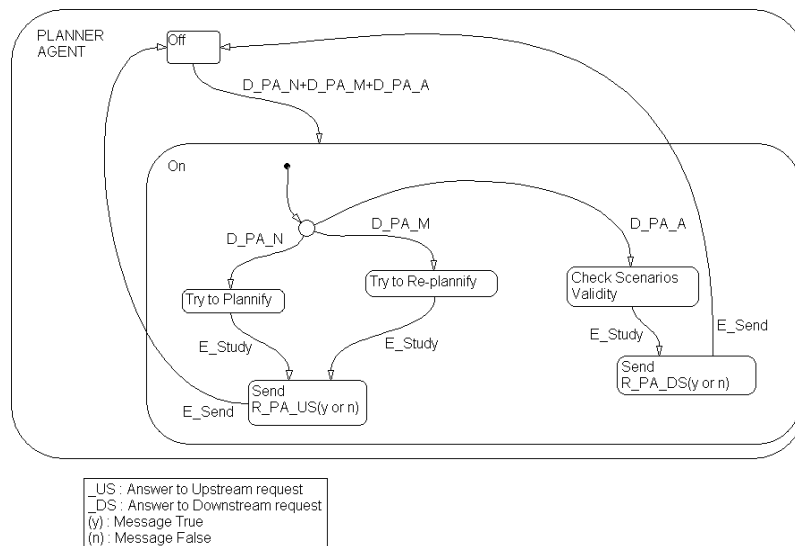 PLANNER
AGENT
Off
D_PA_N+D_PA_M+D_PA_A
On
D_PA_N
D_PA_M
D_PA_A
Try to Plannify
Try to Re-plannify
Check Scenarios
Validity
E_Study
E_Study
E_Study
E_Send
Send
R_PA_US(y or n)
Send
R_PA_DS(y or n)
E_Send
_US : Answer to Upstream request
_DS : Answer to Downstream request
(y) : Message True
(n) : Message False